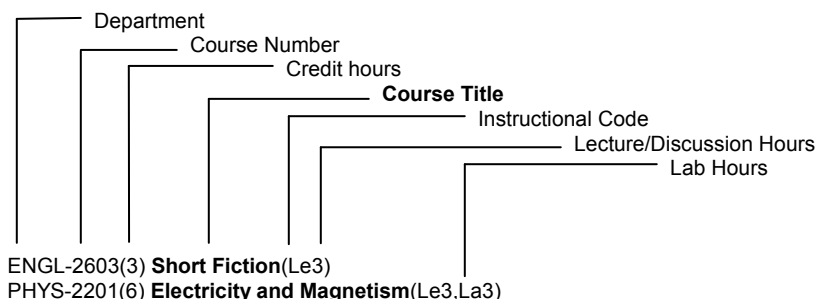 Department
Course Number
Credit hours
Course Title
Instructional Code
Lecture/Discussion Hours
Lab Hours
ENGL-2603(3) Short Fiction(Le3)
PHYS-2201(6) Electricity and Magnetism(Le3,La3)